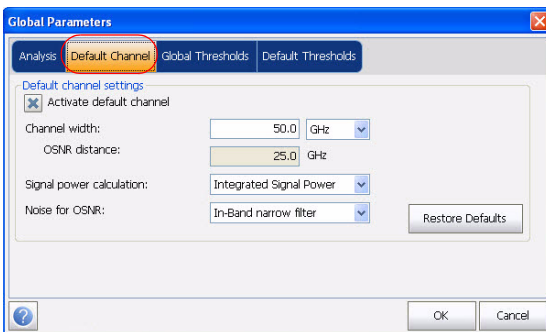 Global Parameters
Analysis Default Channel Global Thresholds Default Thresholds
Default channel settings
Activate default channel
Channel width: 50.0 GHz
OSNR distance: 25.0 GHz
Signal power calculation: Integrated Signal Power
Noise for OSNR: In-Band narrow filter
Restore Defaults
? OK Cancel